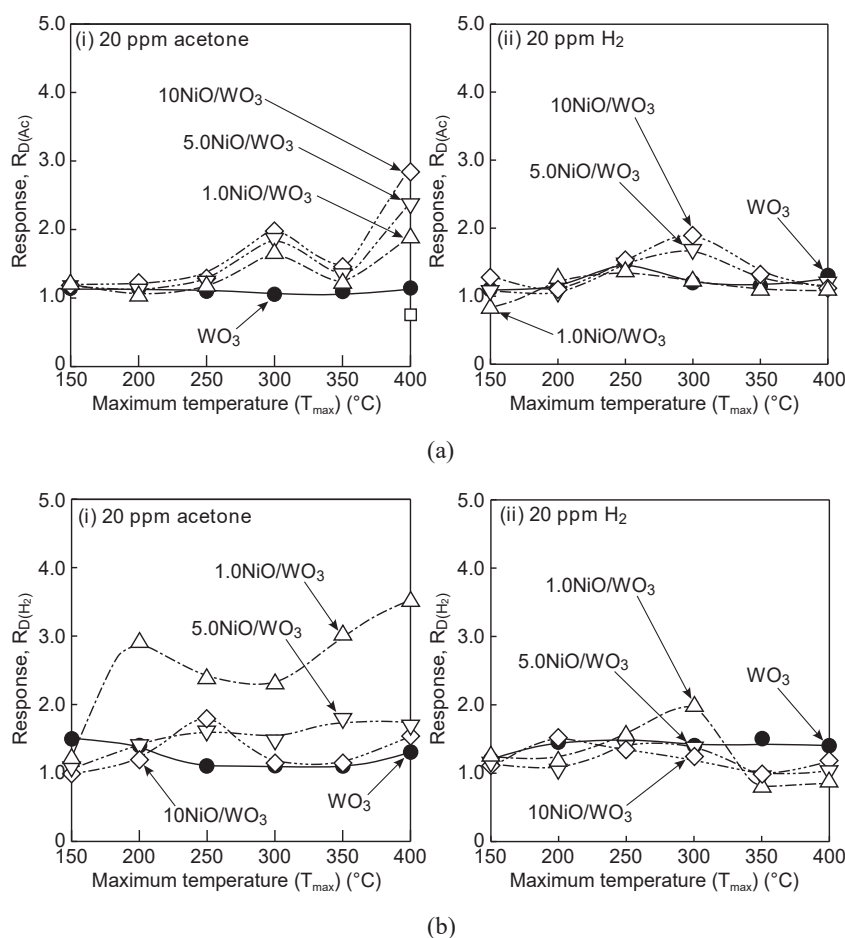 5.0
(i) 20 ppm acetone
10NiO/WO3
4.0
5.0NiO/WO3
3.0
1.0NiO/WO3
2.0
1.0
WO3
0
150 200 250 300 350 400
Response, RD(Ac)
Maximum temperature (Tmax) (°C)
5.0
(ii) 20 ppm H2
4.0
10NiO/WO3
3.0
5.0NiO/WO3
WO3
2.0
1.0
1.0NiO/WO3
0
150 200 250 300 350 400
Response, RD(Ac)
Maximum temperature (Tmax) (°C)
(a)
5.0
(i) 20 ppm acetone
4.0
1.0NiO/WO3
5.0NiO/WO3
3.0
2.0
1.0
10NiO/WO3
WO3
0
150 200 250 300 350 400
Response, RD(H2)
Maximum temperature (Tmax) (°C)
5.0
(ii) 20 ppm H2
4.0
1.0NiO/WO3
3.0
5.0NiO/WO3
WO3
2.0
1.0
10NiO/WO3
0
150 200 250 300 350 400
Response, RD(H2)
Maximum temperature (Tmax) (°C)
(b)